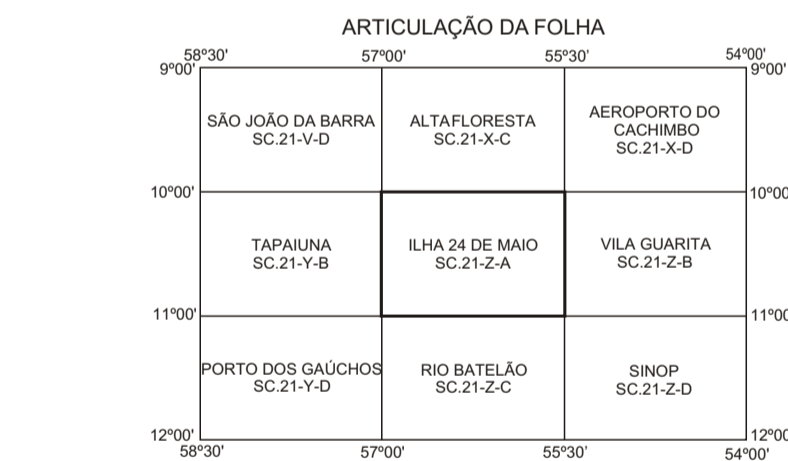 ARTICULAÇÃO DA FOLHA
58º30' 57º00' 55º30' 54º00'
9º00' 9º00'
SÃO JOÃO DA BARRA
SC.21-V-D
ALTAFLORESTA
SC.21-X-C
AEROPORTO DO
CACHIMBO
SC.21-X-D
10º00' 10º00
TAPAIUNA
SC.21-Y-B
ILHA 24 DE MAIO
SC.21-Z-A
VILA GUARITA
SC.21-Z-B
11º00' 11º00
PORTO DOS GAÚCHOS
SC.21-Y-D
RIO BATELÃO
SC.21-Z-C
SINOP
SC.21-Z-D
12º00' 12º00
58º30' 57º00' 55º30' 54º00'